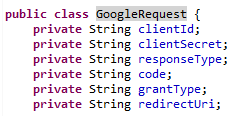 public class GoogleRequest {
private String clientId;
private String clientSecret;
private String responseType;
private String code;
private String grantType;
private String redirectUri;